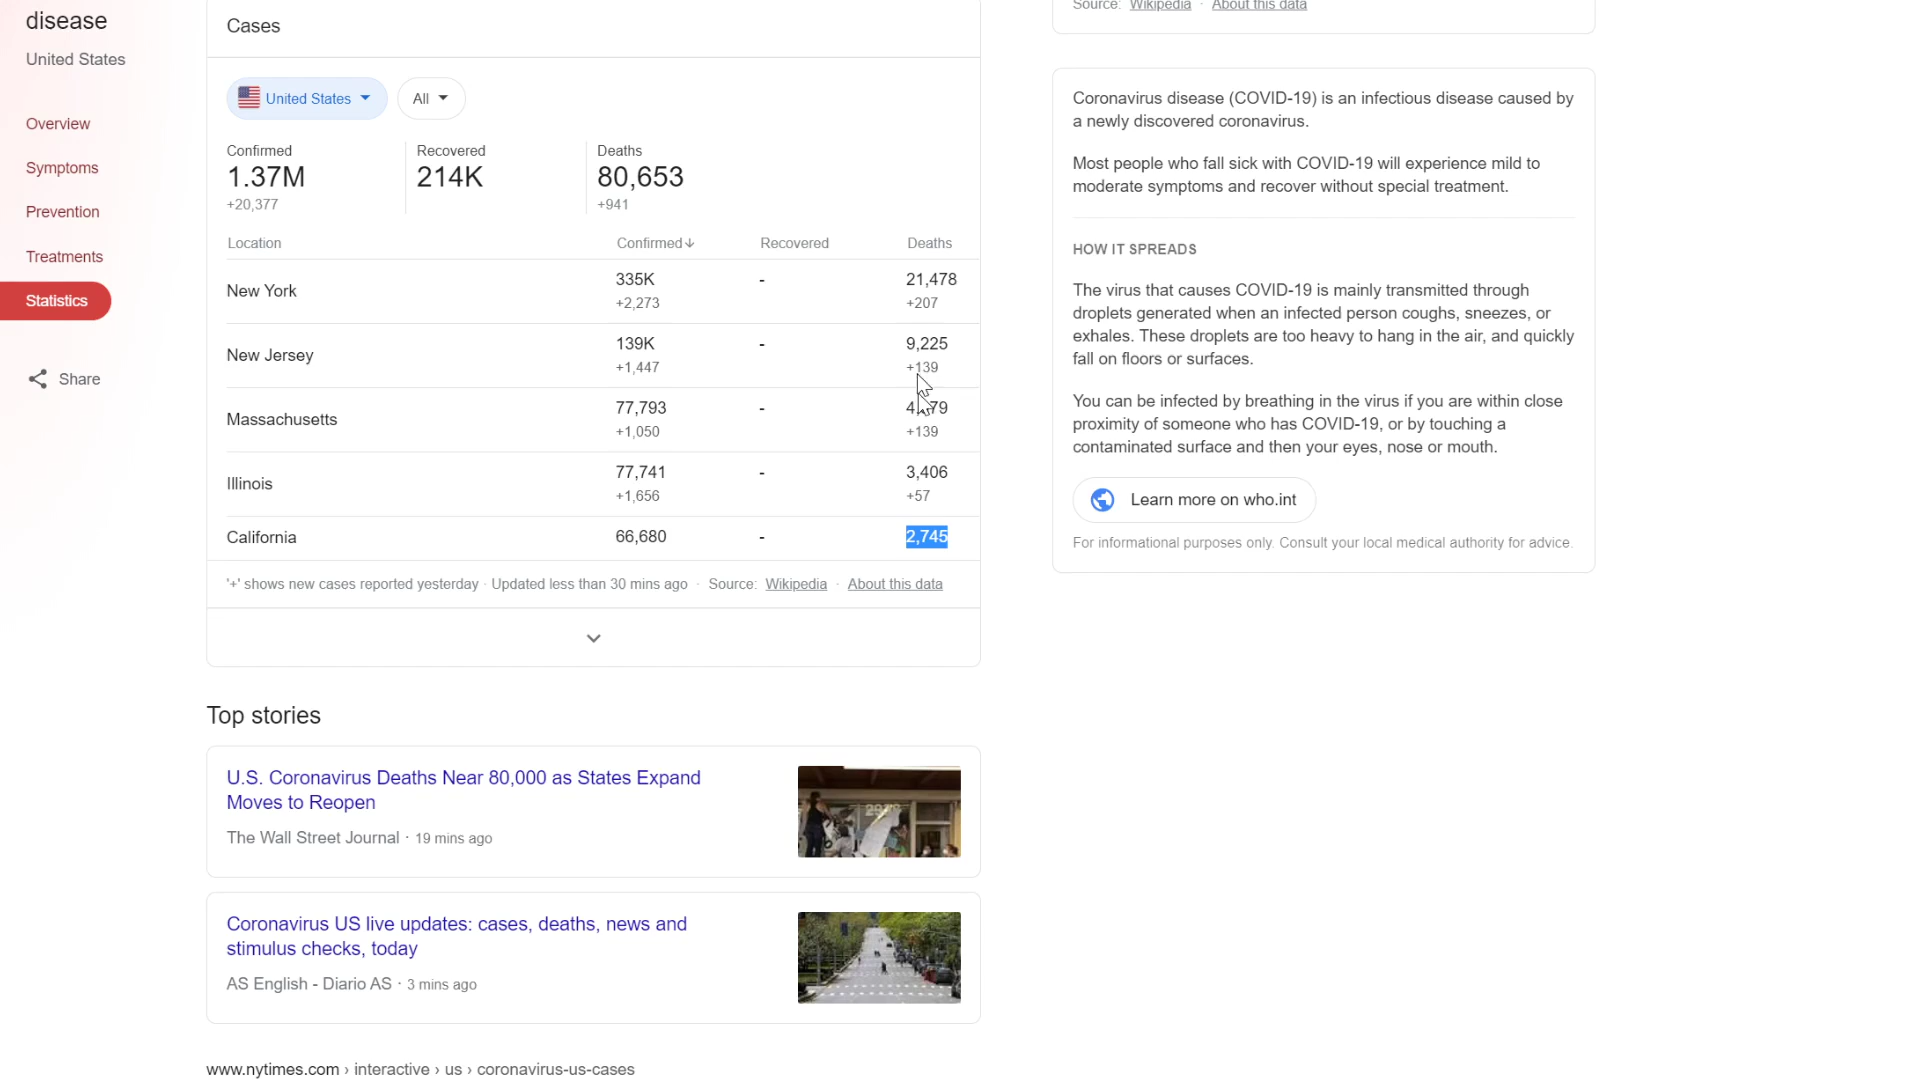 disease
United States
Overview
Symptoms
Prevention
Treatments
Statistics
Share
Cases
United States
All
Confirmed
1.37M
+20,377
Recovered
214K
Deaths
80,653
+941
Location Confirmed Recovered Deaths
New York 335K - 21,478
+2,273 +207
New Jersey 139K - 9,225
+1,447 +139
Massachusetts 77,793 -
+1,050 +139
Illinois 77,741 - 3,406
+1,656 +57
California 66,680 - 2,745
'+' shows new cases reported yesterday · Updated less than 30 mins ago · Source: Wikipedia · About this data
Top stories
U.S. Coronavirus Deaths Near 80,000 as States Expand
Moves to Reopen
The Wall Street Journal · 19 mins ago
Coronavirus US live updates: cases, deaths, news and
stimulus checks, today
AS English - Diario AS · 3 mins ago
www.nytimes.com › interactive › us › coronavirus-us-cases
Source: Wikipedia · About this data
Coronavirus disease (COVID-19) is an infectious disease caused by
a newly discovered coronavirus.
Most people who fall sick with COVID-19 will experience mild to
moderate symptoms and recover without special treatment.
HOW IT SPREADS
The virus that causes COVID-19 is mainly transmitted through
droplets generated when an infected person coughs, sneezes, or
exhales. These droplets are too heavy to hang in the air, and quickly
fall on floors or surfaces.
You can be infected by breathing in the virus if you are within close
proximity of someone who has COVID-19, or by touching a
contaminated surface and then your eyes, nose or mouth.
Learn more on who.int
For informational purposes only. Consult your local medical authority for advice.